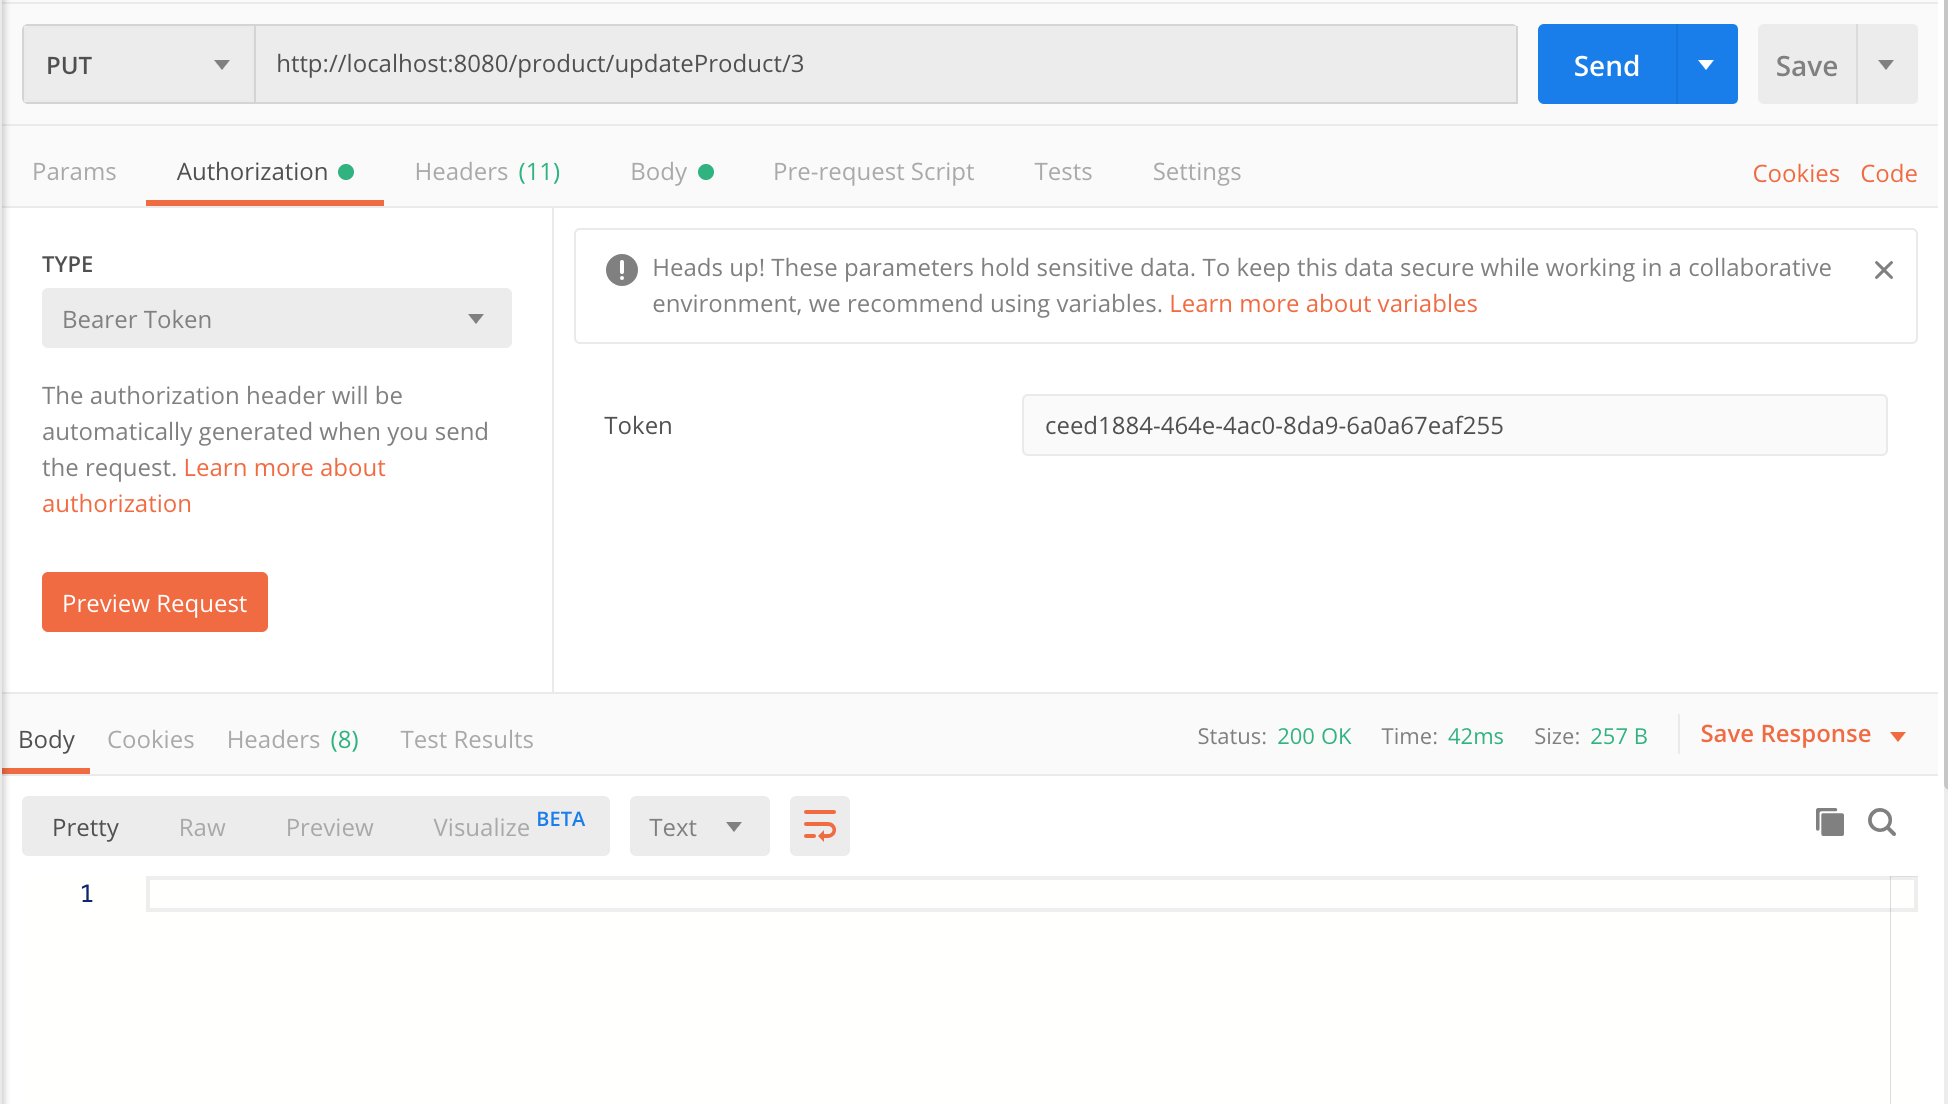 PUT http://localhost:8080/product/updateProduct/3 Send Save
Params Authorization Headers (11) Body Pre-request Script Tests Settings Cookies Code
TYPE
Bearer Token
The authorization header will be
automatically generated when you send
the request. Learn more about
authorization
Preview Request
Heads up! These parameters hold sensitive data. To keep this data secure while working in a collaborative
environment, we recommend using variables. Learn more about variables
Token ceed1884-464e-4ac0-8da9-6a0a67eaf255
Body Cookies Headers (8) Test Results Status: 200 OK Time: 42ms Size: 257 B Save Response
Pretty Raw Preview Visualize BETA Text
1